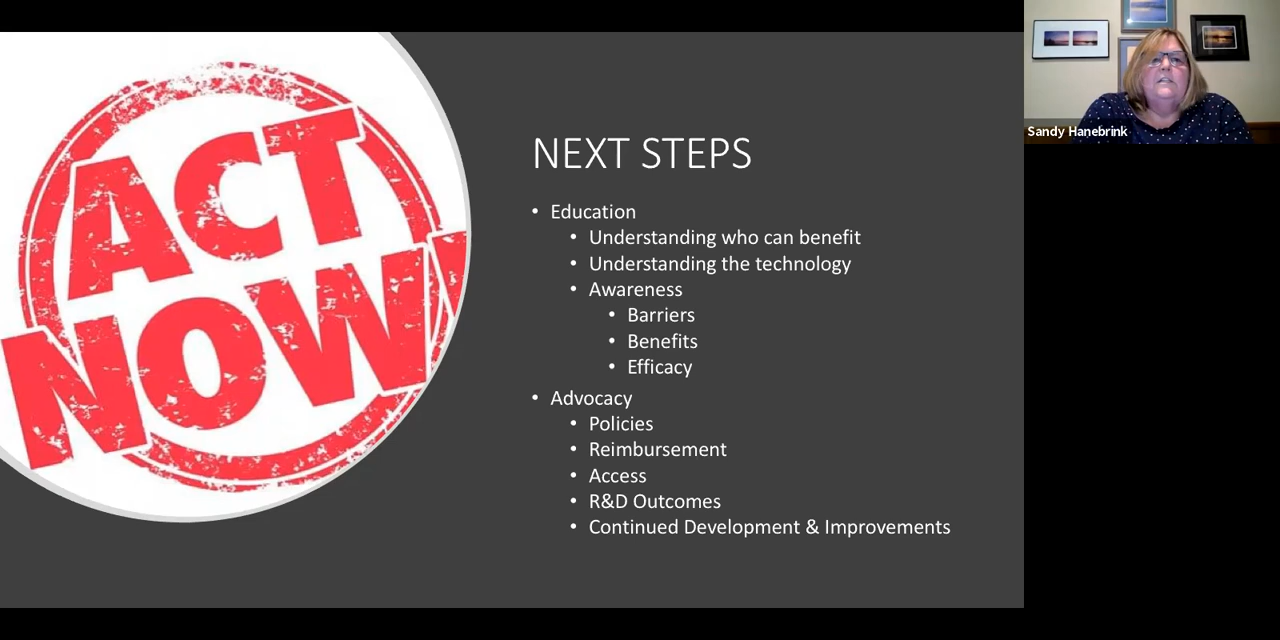 ACT
NOW
NEXT STEPS
• Education
• Understanding who can benefit
• Understanding the technology
• Awareness
• Barriers
• Benefits
• Efficacy
• Advocacy
• Policies
• Reimbursement
• Access
• R&D Outcomes
• Continued Development & Improvements
Sandy Hanebrink